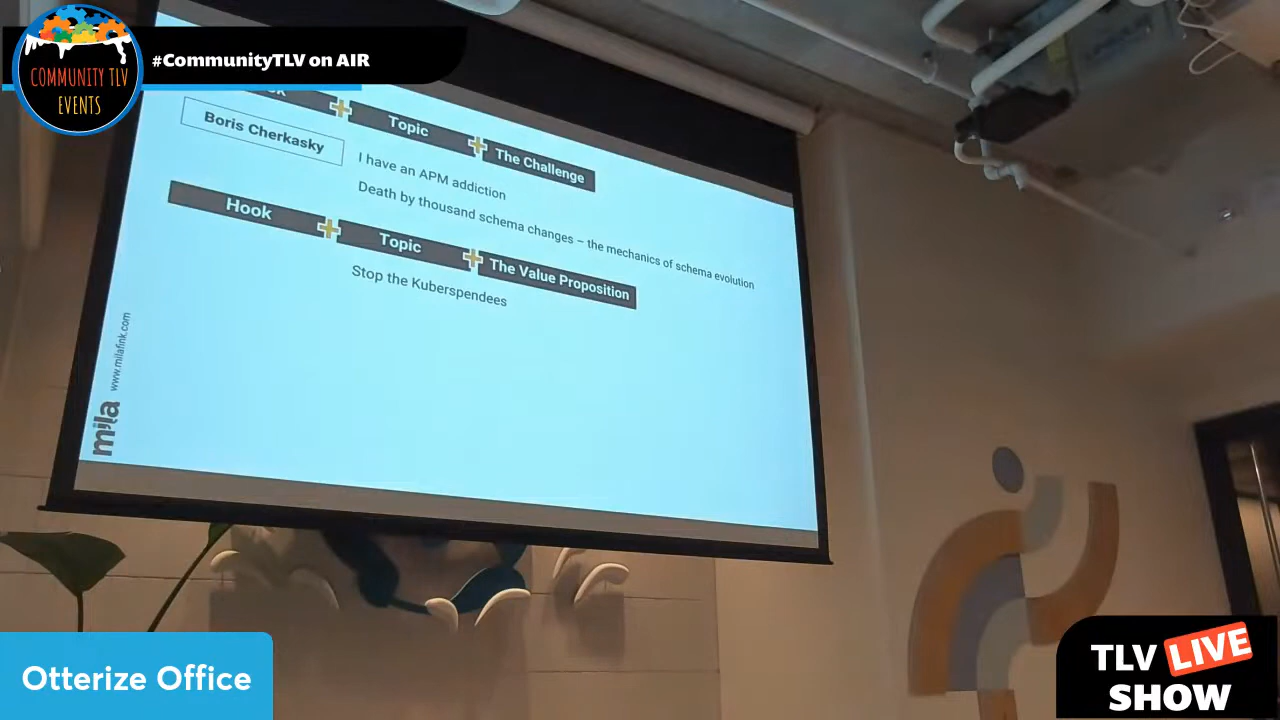 COMMUNITY TLV
EVENTS
#CommunityTLV on AIR
Topic
The Challenge
Boris Cherkasky
I have an APM addiction
Death by thousand schema changes – the mechanics of schema evolution
Hook
Topic
The Value Proposition
Stop the Kuberspendees
mila
www.milafink.com
Otterize Office
TLV LIVE
SHOW